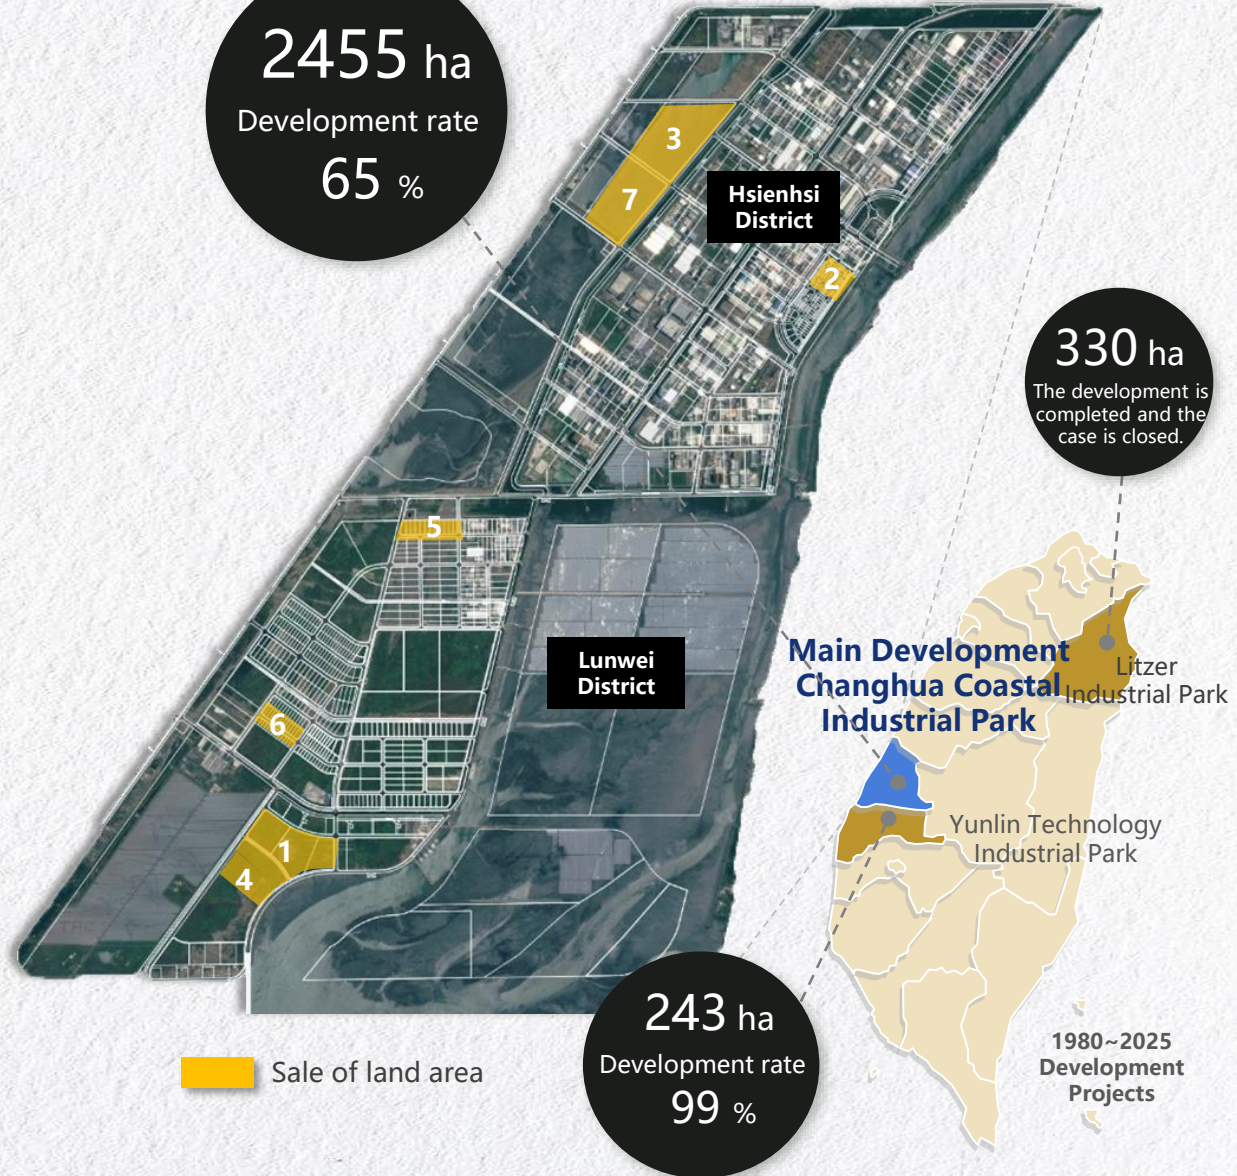 2455 ha
Development rate
65 %
3
7
Hsienhsi
District
2
330 ha
The development is
completed and the
case is closed.
5
Lunwei
District
6
1
4
Main Development
Changhua Coastal
Industrial Park
Litzer
Industrial Park
Yunlin Technology
Industrial Park
243 ha
Development rate
99 %
Sale of land area
1980~2025
Development
Projects